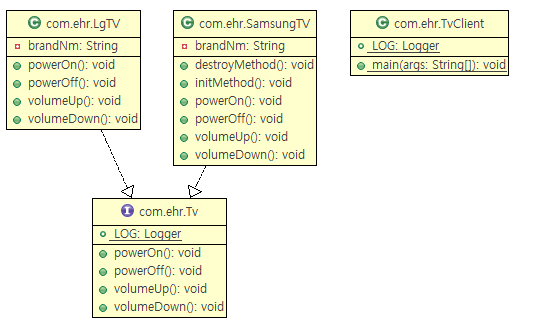 com.ehr.LgTV
brandNm: String
powerOn(): void
powerOff(): void
volumeUp(): void
volumeDown(): void
com.ehr.SamsungTV
brandNm: String
destroyMethod(): void
initMethod(): void
powerOn(): void
powerOff(): void
volumeUp(): void
volumeDown(): void
com.ehr.TvClient
LOG: Logger
main(args: String[]): void
com.ehr.Tv
LOG: Logger
powerOn(): void
powerOff(): void
volumeUp(): void
volumeDown(): void